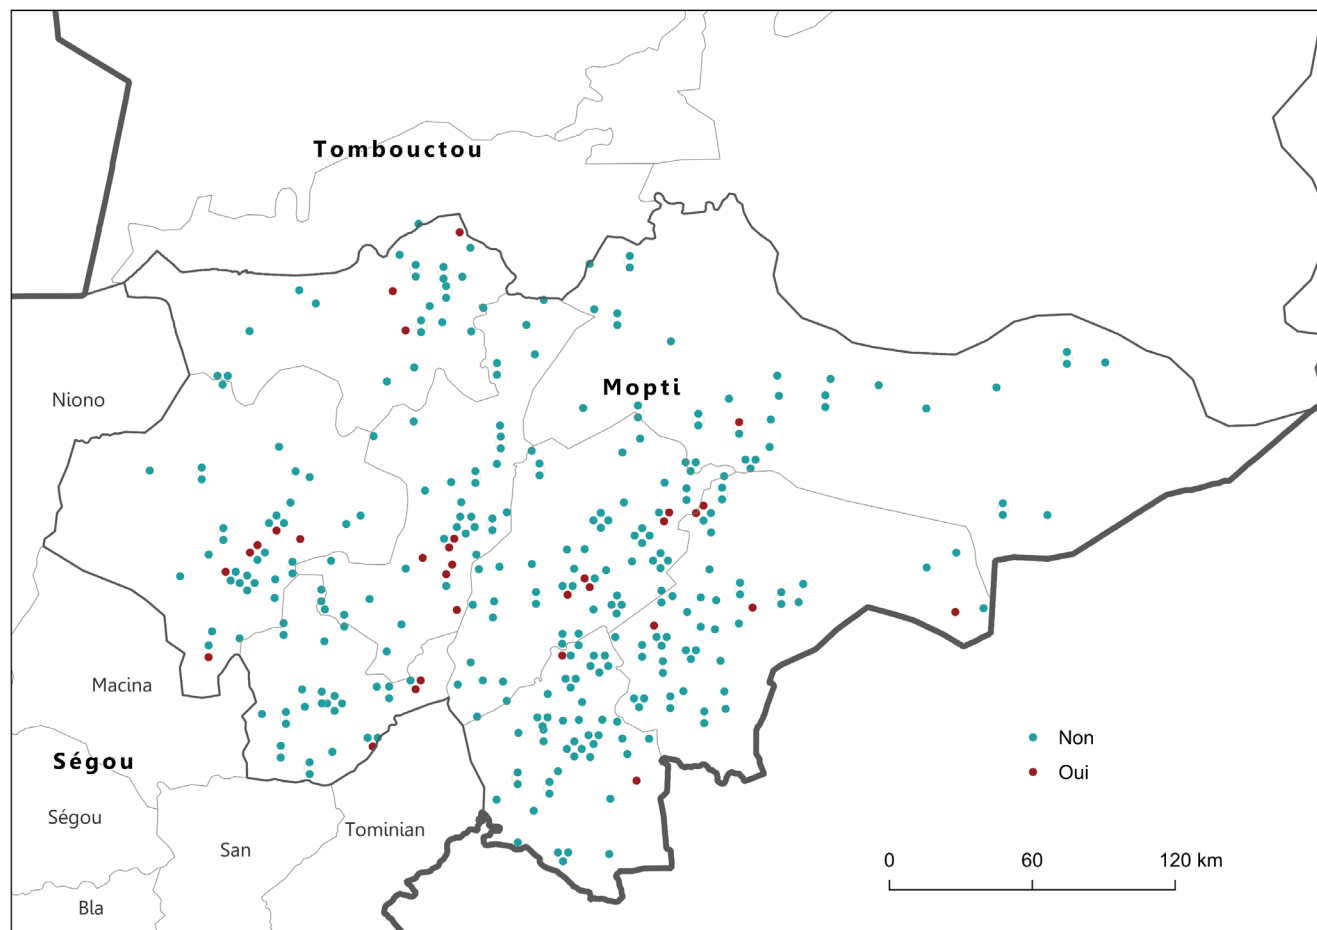 Tombouctou
Mopti
Niono
Macina
Ségou
Non
Oui
Ségou
Tominian
San
0 60 120 km
Bla